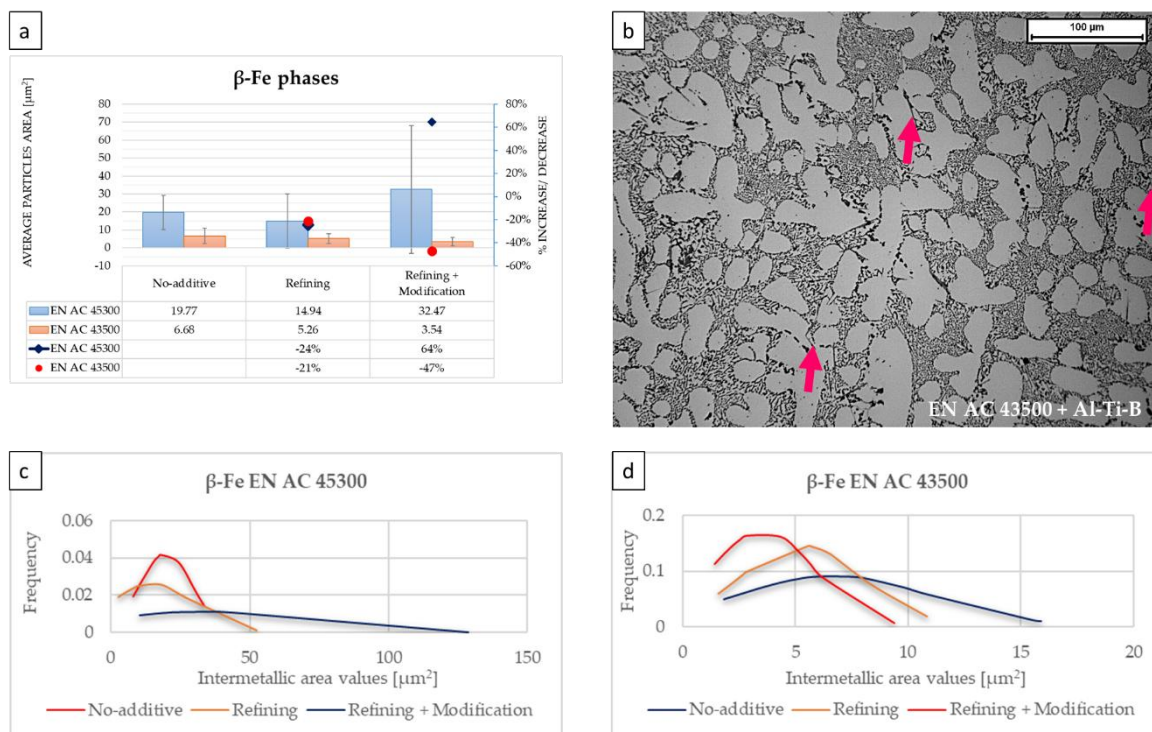 a
β-Fe phases
AVERAGE PARTICLES AREA [µm²]
80
70
60
50
40
30
20
10
0
-10
80%
60%
40%
20%
0%
-20%
-40%
-60%
% INCREASE/ DECREASE
No-additive Refining Refining + Modification
EN AC 45300 19.77 14.94 32.47
EN AC 43500 6.68 5.26 3.54
EN AC 45300 -24% 64%
EN AC 43500 -21% -47%
b
100 µm
EN AC 43500 + Al-Ti-B
c
β-Fe EN AC 45300
Frequency
0.06
0.04
0.02
0
0 50 100 150
Intermetallic area values [µm²]
No-additive Refining Refining + Modification
d
β-Fe EN AC 43500
Frequency
0.2
0.1
0
0 5 10 15 20
Intermetallic area values [µm²]
No-additive Refining Refining + Modification